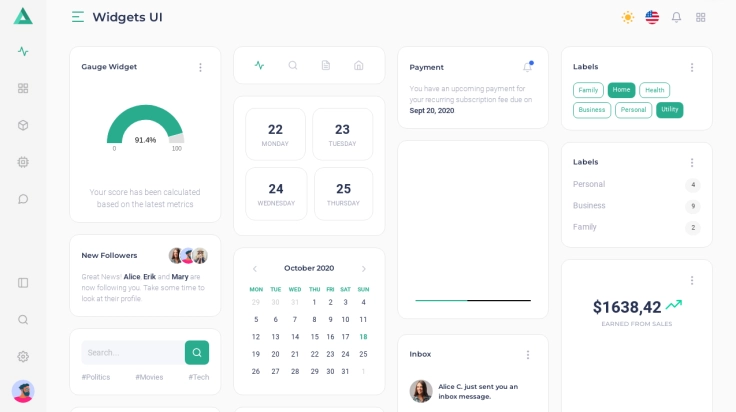 Widgets UI
Gauge Widget
91.4%
0 100
Your score has been calculated
based on the latest metrics
New Followers
Great News! Alice, Erik and Mary are
now following you. Take some time to
look at their profile.
Search...
#Politics #Movies #Tech
22
MONDAY
23
TUESDAY
24
WEDNESDAY
25
THURSDAY
October 2020
MON TUE WED THU FRI SAT SUN
29 30 31 1 2 3 4
5 6 7 8 9 10 11
12 13 14 15 16 17 18
19 20 21 22 23 24 25
26 27 28 29 30 31 1
Payment
You have an upcoming payment for
your recurring subscription fee due on
Sept 20, 2020
Inbox
Alice C. just sent you an
inbox message.
Labels
Family Home Health
Business Personal Utility
Labels
Personal 4
Business 9
Family 2
$1638,42
EARNED FROM SALES